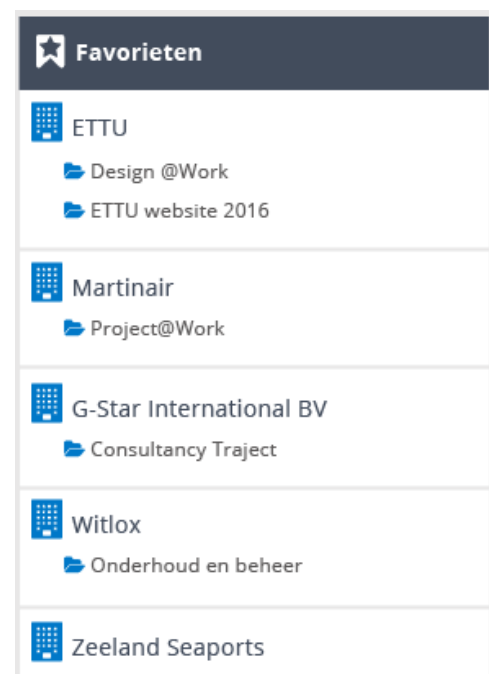 Favorieten
ETTU
Design @Work
ETTU website 2016
Martinair
Project@Work
G-Star International BV
Consultancy Traject
Witlox
Onderhoud en beheer
Zeeland Seaports